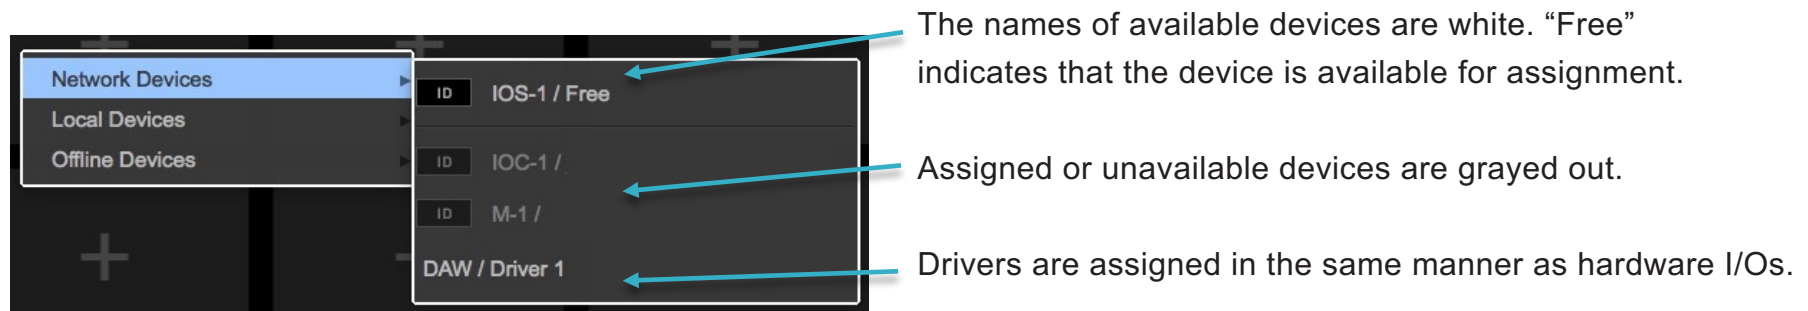 The names of available devices are white. “Free”
indicates that the device is available for assignment.
Network Devices
Local Devices
Offline Devices
ID IOS-1 / Free
ID IOC-1 /
ID M-1 /
DAW / Driver 1
Assigned or unavailable devices are grayed out.
Drivers are assigned in the same manner as hardware I/Os.